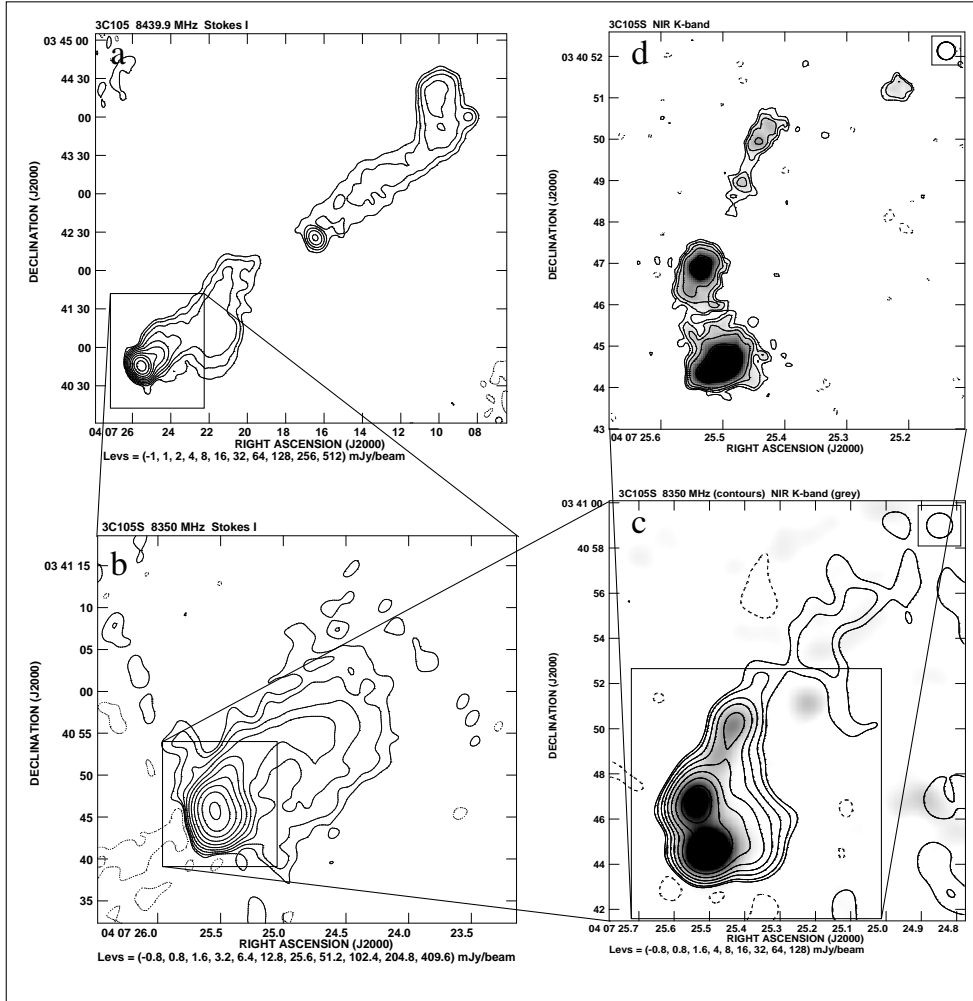 3C105 8439.9 MHz Stokes I
a
03 45 00
44 30
00
43 30
00
42 30
00
41 30
00
40 30
DECLINATION (J2000)
04 07 26 24 22 20 18 16 14 12 10 08
RIGHT ASCENSION (J2000)
Levs = (-1, 1, 2, 4, 8, 16, 32, 64, 128, 256, 512) mJy/beam
3C105S NIR K-band
d
03 40 52
51
50
49
48
47
46
45
44
43
DECLINATION (J2000)
04 07 25.6 25.5 25.4 25.3 25.2
RIGHT ASCENSION (J2000)
3C105S 8350 MHz Stokes I
b
03 41 15
10
05
00
40 55
50
45
40
35
DECLINATION (J2000)
04 07 26.0 25.5 25.0 24.5 24.0 23.5
RIGHT ASCENSION (J2000)
Levs = (-0.8, 0.8, 1.6, 3.2, 6.4, 12.8, 25.6, 51.2, 102.4, 204.8, 409.6) mJy/beam
3C105S 8350 MHz (contours) NIR K-band (grey)
c
03 41 00
40 58
56
54
52
50
48
46
44
42
DECLINATION (J2000)
04 07 25.7 25.6 25.5 25.4 25.3 25.2 25.1 25.0 24.9 24.8
RIGHT ASCENSION (J2000)
Levs = (-0.8, 0.8, 1.6, 4, 8, 16, 32, 64, 128) mJy/beam